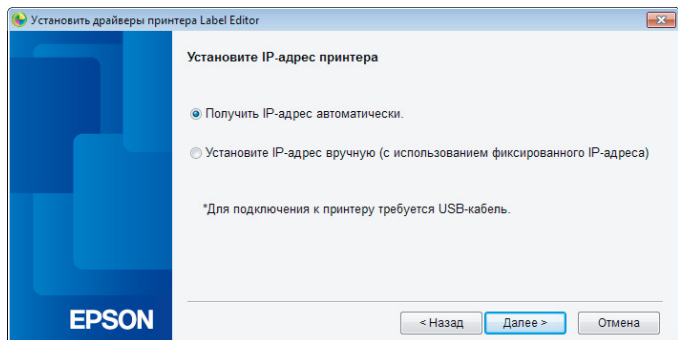 Установить драйверы принтера Label Editor
Установите IP-адрес принтера
Получить IP-адрес автоматически.
Установите IP-адрес вручную (с использованием фиксированного IP-адреса)
*Для подключения к принтеру требуется USB-кабель.
EPSON
< Назад Далее > Отмена